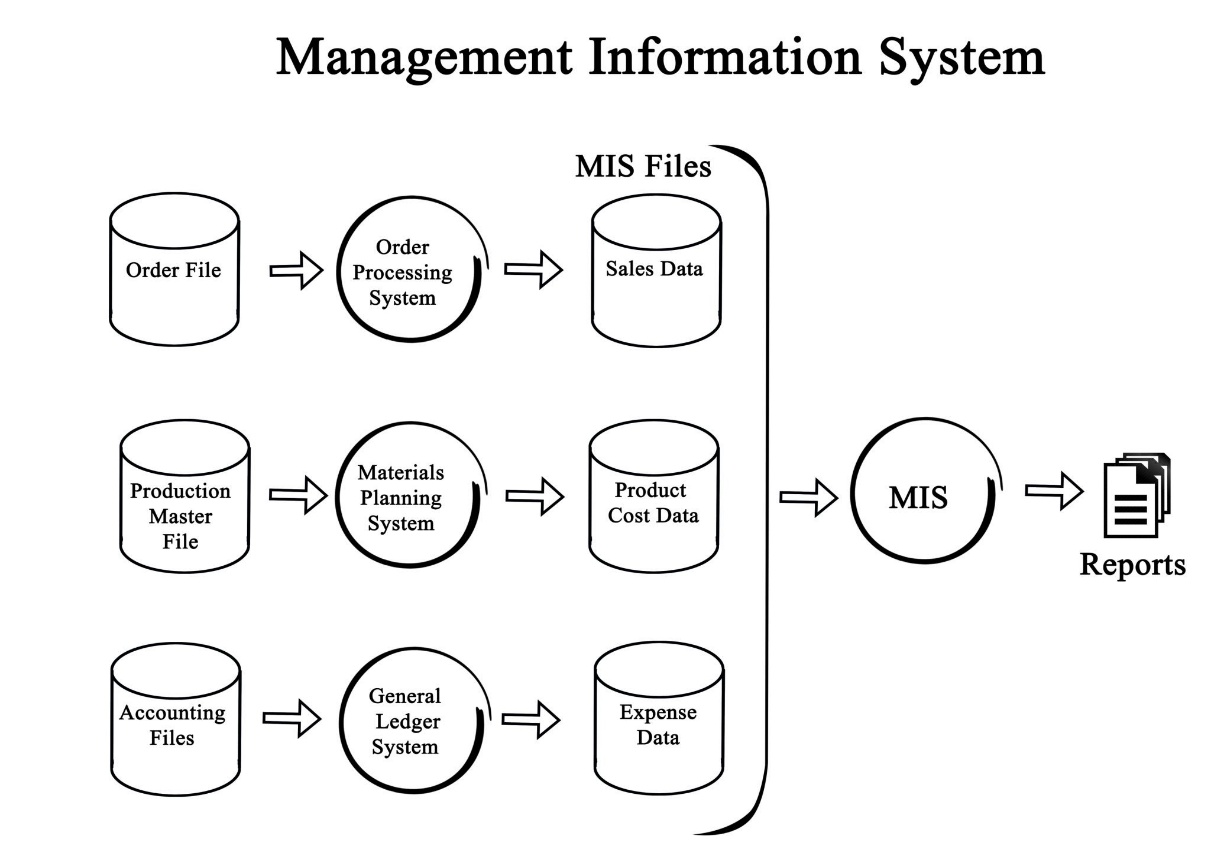 Management Information System
MIS Files
Order File
Order
Processing
System
Sales Data
Production
Master
File
Materials
Planning
System
Product
Cost Data
MIS
Reports
Accounting
Files
General
Ledger
System
Expense
Data